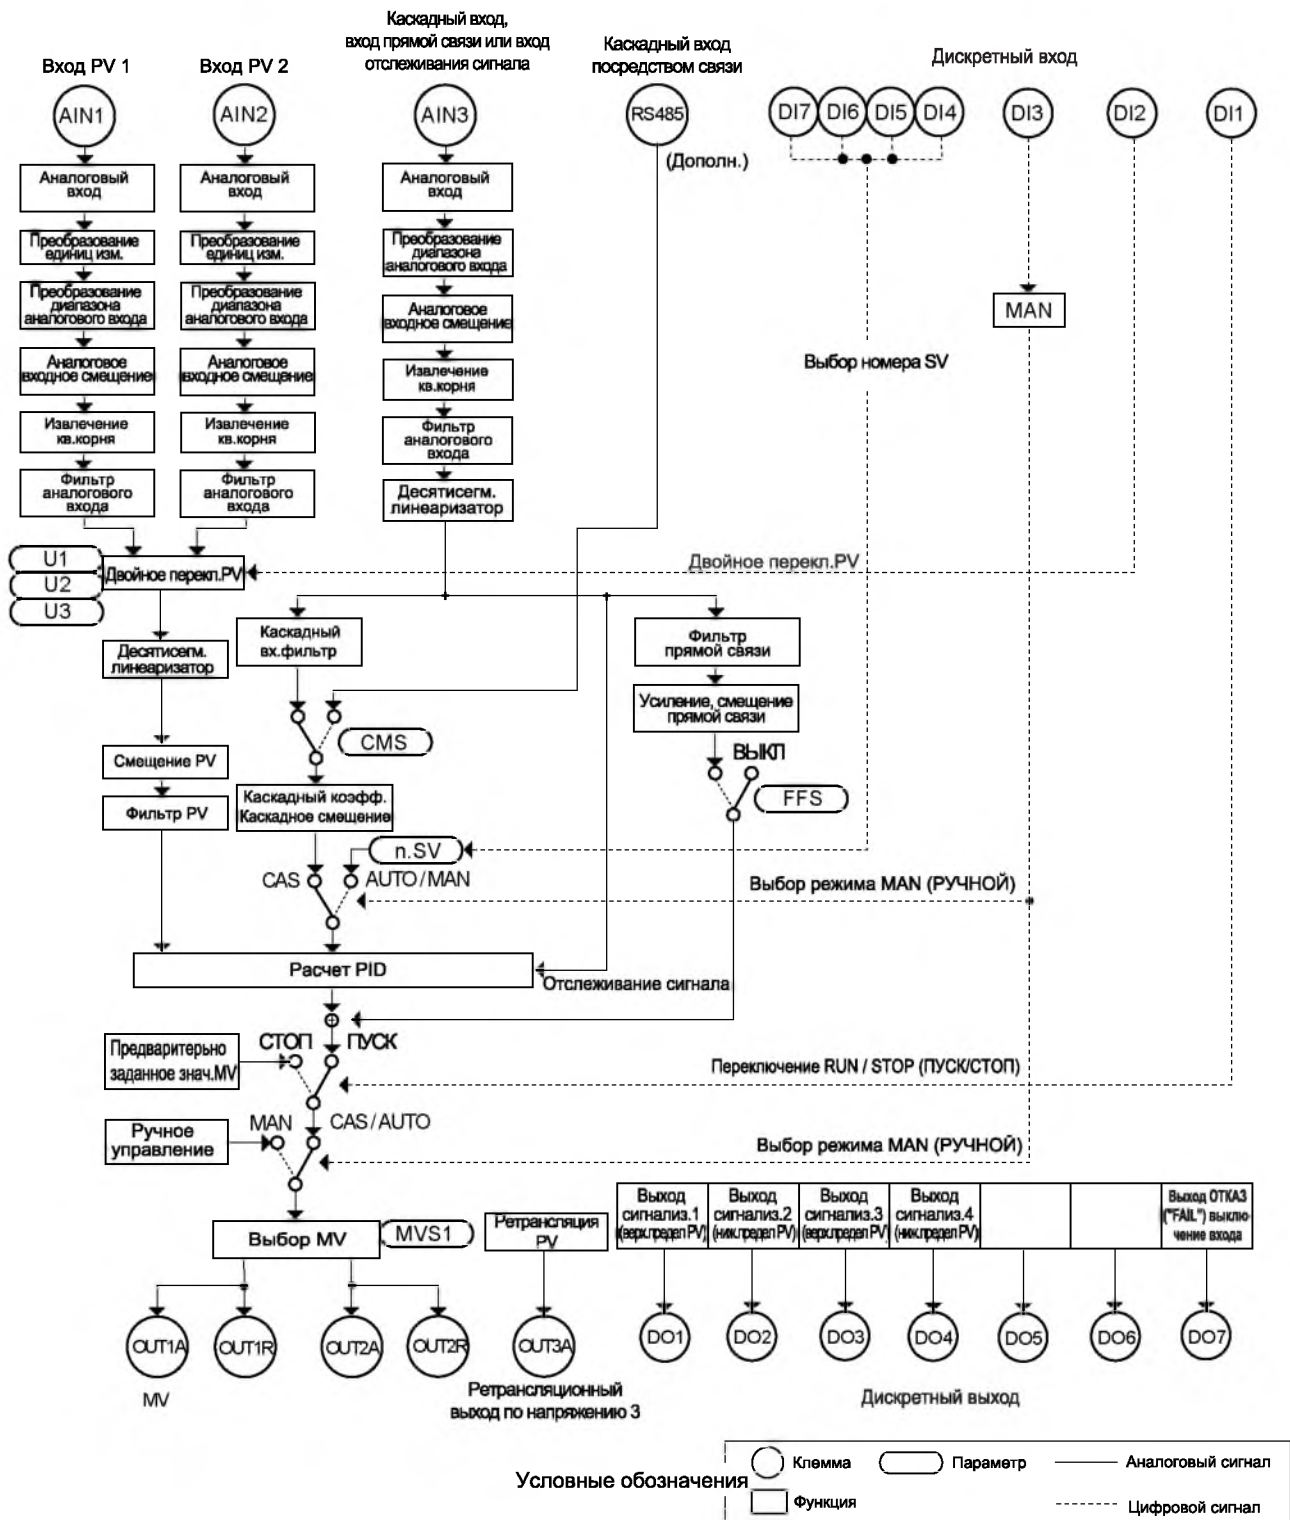 Каскадный вход,
вход прямой связи или вход
отслеживания сигнала
Каскадный вход
посредством связи
Дискретный вход
Вход PV 1
Вход PV 2
AIN1
AIN2
AIN3
RS485
DI7
DI6
DI5
DI4
DI3
DI2
DI1
(Дополн.)
Аналоговый
вход
Аналоговый
вход
Аналоговый
вход
Преобразование
единиц изм.
Преобразование
единиц изм.
Преобразование
диапазона
аналогового входа
Преобразование
диапазона
аналогового входа
Преобразование
диапазона
аналогового входа
Аналоговое
входное смещение
Аналоговое
входное смещение
Аналоговое
входное смещение
MAN
Выбор номера SV
Извлечение
кв.корня
Извлечение
кв.корня
Извлечение
кв.корня
Фильтр
аналогового
входа
Фильтр
аналогового
входа
Фильтр
аналогового
входа
Десятисегм.
линеаризатор
U1
U2
U3
Двойное перекл.PV
Двойное перекл.PV
Десятисегм.
линеаризатор
Каскадный
вх.фильтр
Фильтр
прямой связи
Усиление, смещение
прямой связи
CMS
ВЫКЛ
FFS
Смещение PV
Фильтр PV
Каскадный коэфф.
Каскадное смещение
n.SV
CAS
AUTO/MAN
Выбор режима MAN (РУЧНОЙ)
Расчет PID
Отслеживание сигнала
СТОП
ПУСК
Предварительно
заданное знач.MV
Переключение RUN / STOP (ПУСК/СТОП)
MAN
CAS/AUTO
Ручное
управление
Выбор режима MAN (РУЧНОЙ)
Выбор MV
MVS1
Ретрансляция
PV
Выход
сигнализ.1
(верх.предел PV)
Выход
сигнализ.2
(ниж.предел PV)
Выход
сигнализ.3
(верх.предел PV)
Выход
сигнализ.4
(ниж.предел PV)
Выход ОТКАЗ
("FAIL") выклю-
чение входа
OUT1A
OUT1R
OUT2A
OUT2R
OUT3A
DO1
DO2
DO3
DO4
DO5
DO6
DO7
MV
Ретрансляционный
выход по напряжению 3
Дискретный выход
Условные обозначения
Клемма
Параметр
Аналоговый сигнал
Функция
Цифровой сигнал